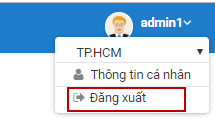 admin1
TP.HCM
Thông tin cá nhân
Đăng xuất